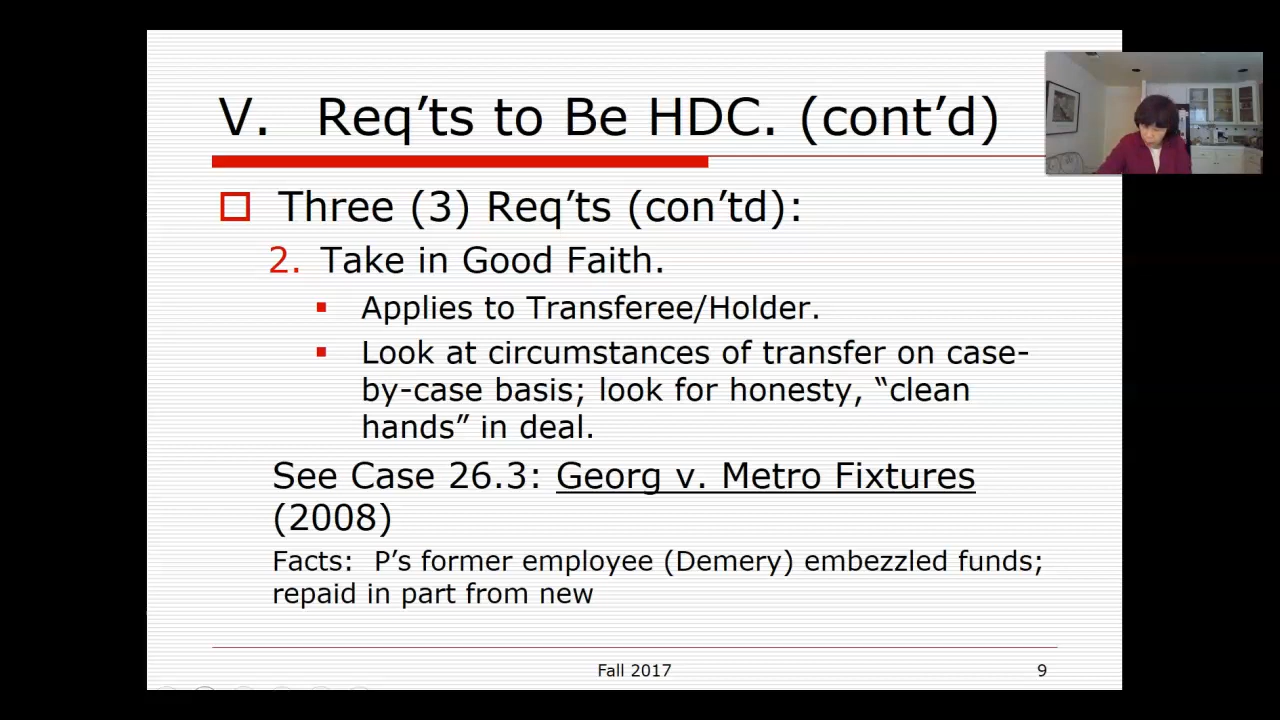 V. Req’ts to Be HDC. (cont’d)
Three (3) Req’ts (con’td):
2. Take in Good Faith.
Applies to Transferee/Holder.
Look at circumstances of transfer on case-
by-case basis; look for honesty, “clean
hands” in deal.
See Case 26.3: Georg v. Metro Fixtures
(2008)
Facts: P’s former employee (Demery) embezzled funds;
repaid in part from new
Fall 2017
9